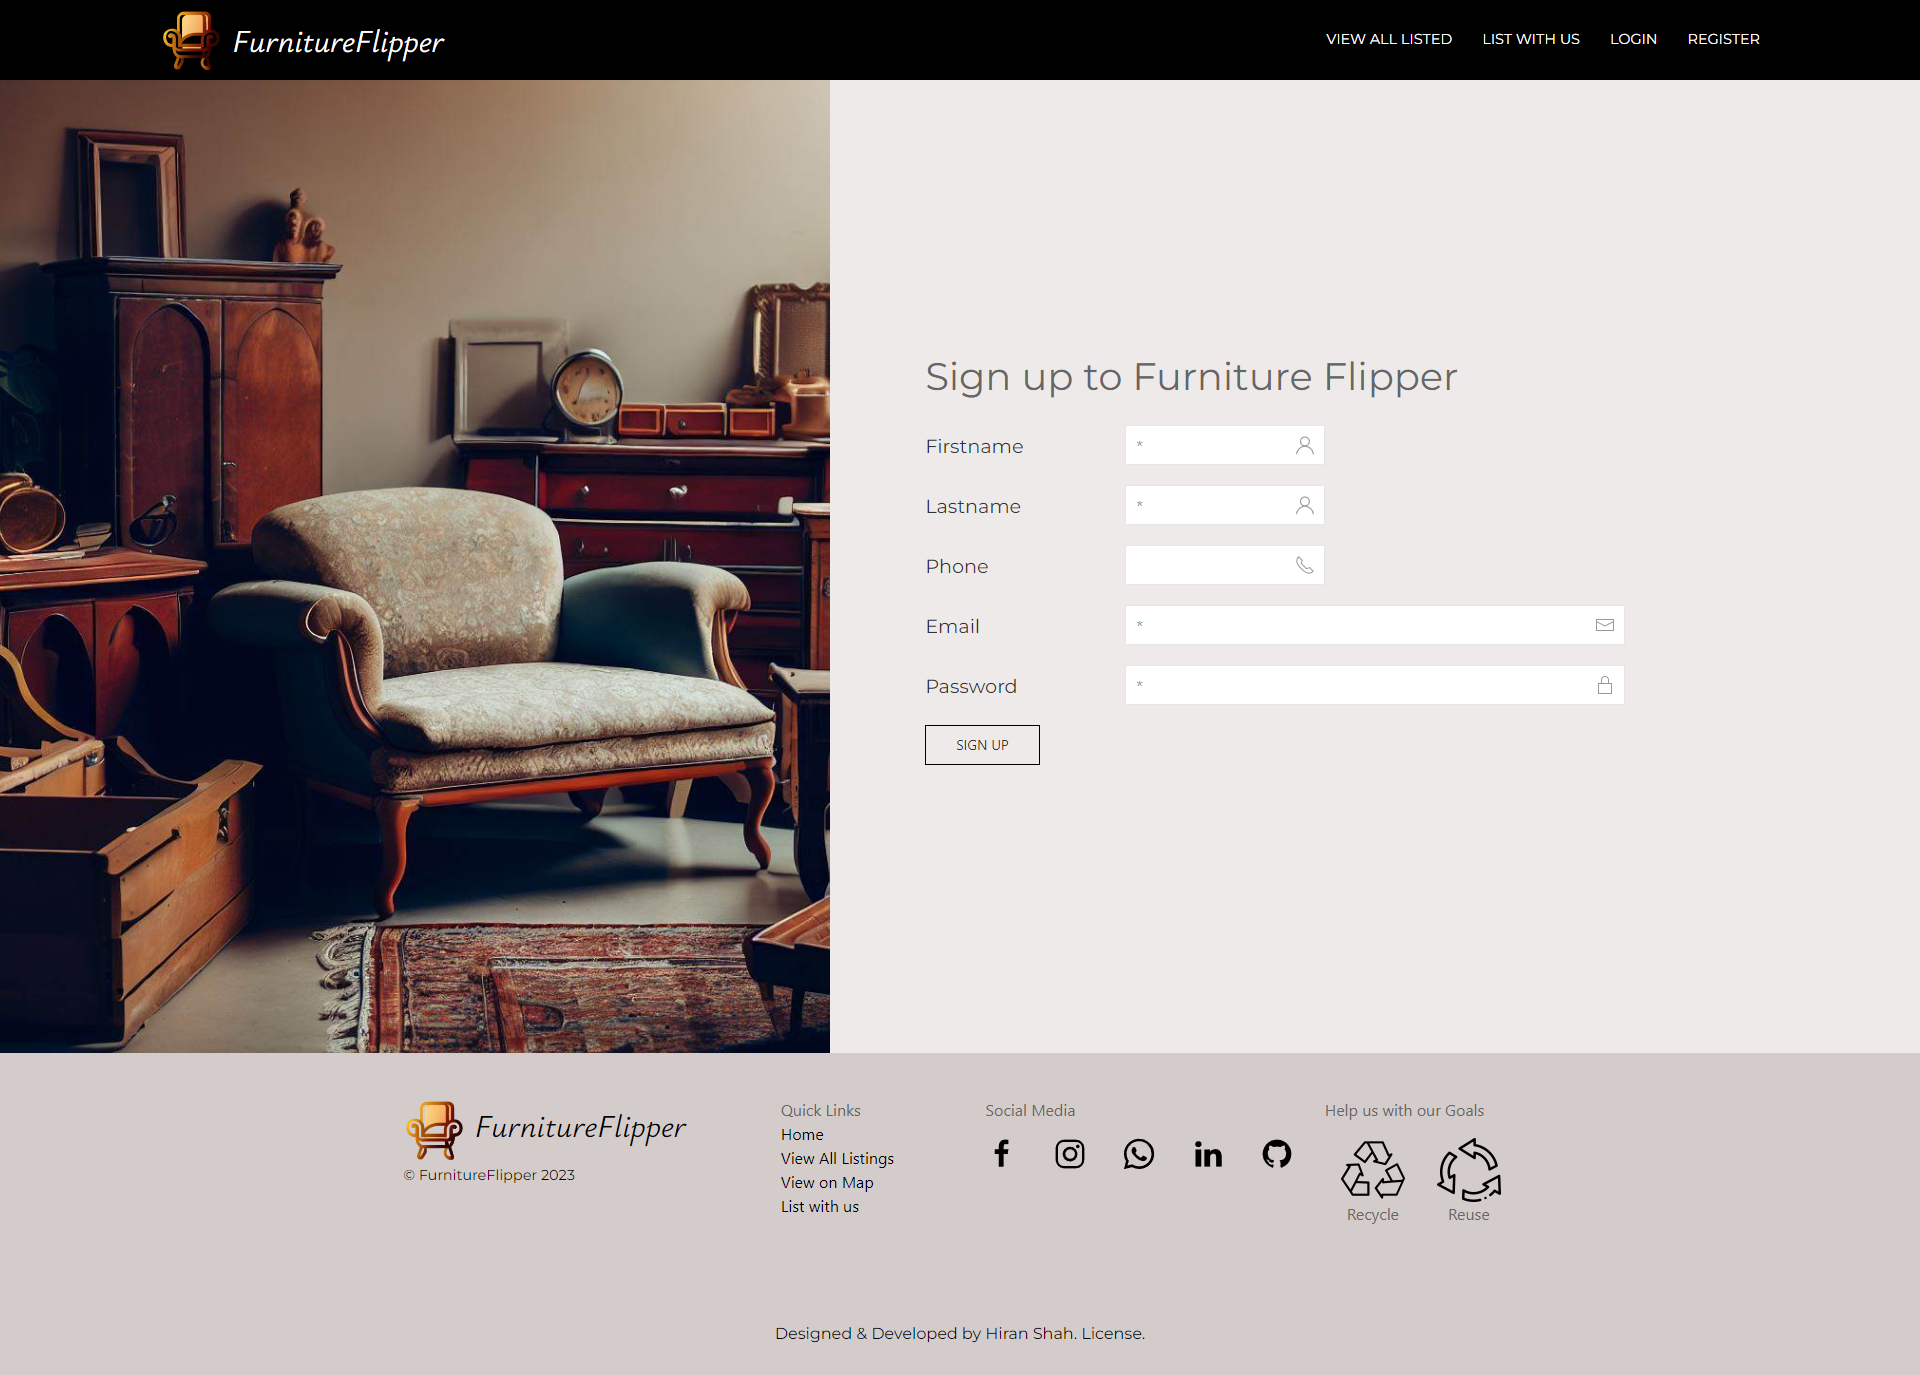 FurnitureFlipper
VIEW ALL LISTED
LIST WITH US
LOGIN
REGISTER
Sign up to Furniture Flipper
Firstname
*
Lastname
*
Phone
Email
*
Password
*
SIGN UP
FurnitureFlipper
© FurnitureFlipper 2023
Quick Links
Home
View All Listings
View on Map
List with us
Social Media
Help us with our Goals
Recycle
Reuse
Designed & Developed by Hiran Shah. License.